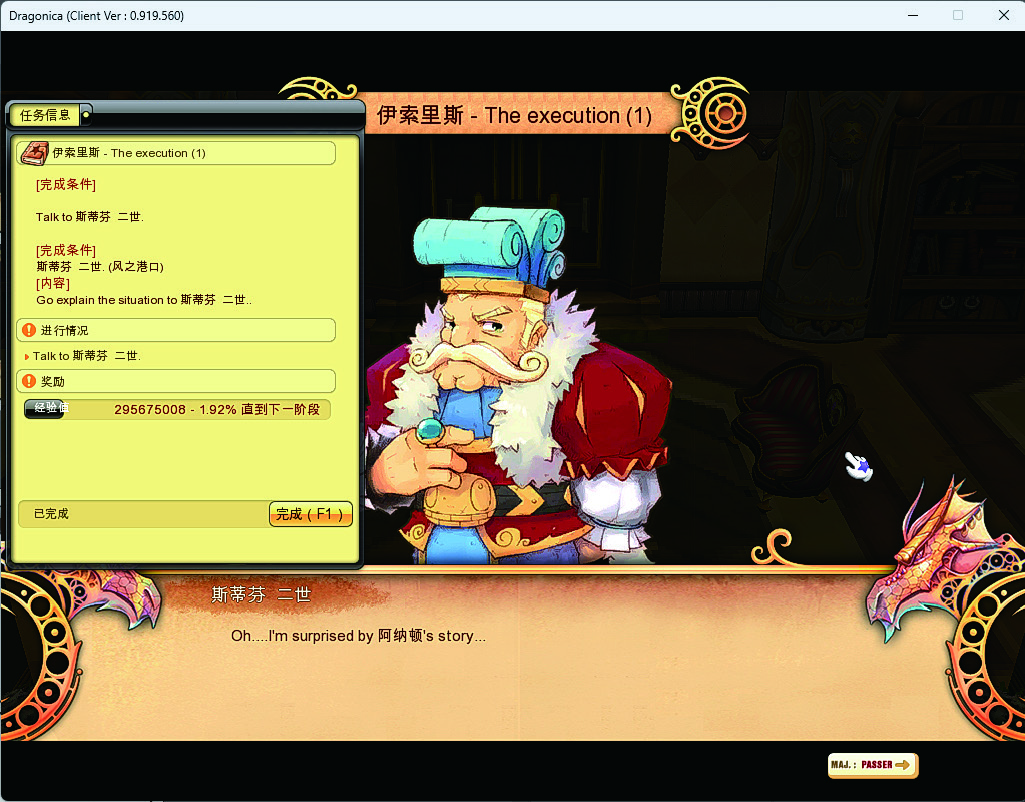 Dragonica (Client Ver : 0.919.560)
伊索里斯 - The execution (1)
任务信息
伊索里斯 - The execution (1)
[完成条件]
Talk to 斯蒂芬 二世.
[完成条件]
斯蒂芬 二世. (风之港口)
[内容]
Go explain the situation to 斯蒂芬 二世..
进行情况
Talk to 斯蒂芬 二世.
奖励
经验值 295675008 - 1.92% 直到下一阶段
已完成 完成 ( F1 )
斯蒂芬 二世
Oh....I'm surprised by 阿纳顿's story...
MAJ. : PASSER